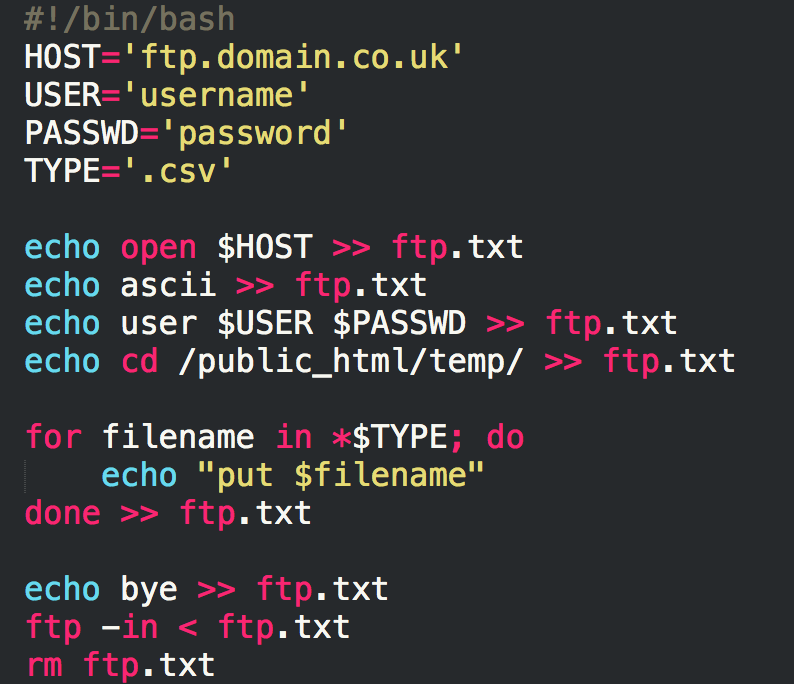 #!/bin/bash
HOST='ftp.domain.co.uk'
USER='username'
PASSWD='password'
TYPE='.csv'
echo open $HOST >> ftp.txt
echo ascii >> ftp.txt
echo user $USER $PASSWD >> ftp.txt
echo cd /public_html/temp/ >> ftp.txt
for filename in *$TYPE; do
    echo "put $filename"
done >> ftp.txt
echo bye >> ftp.txt
ftp -in < ftp.txt
rm ftp.txt